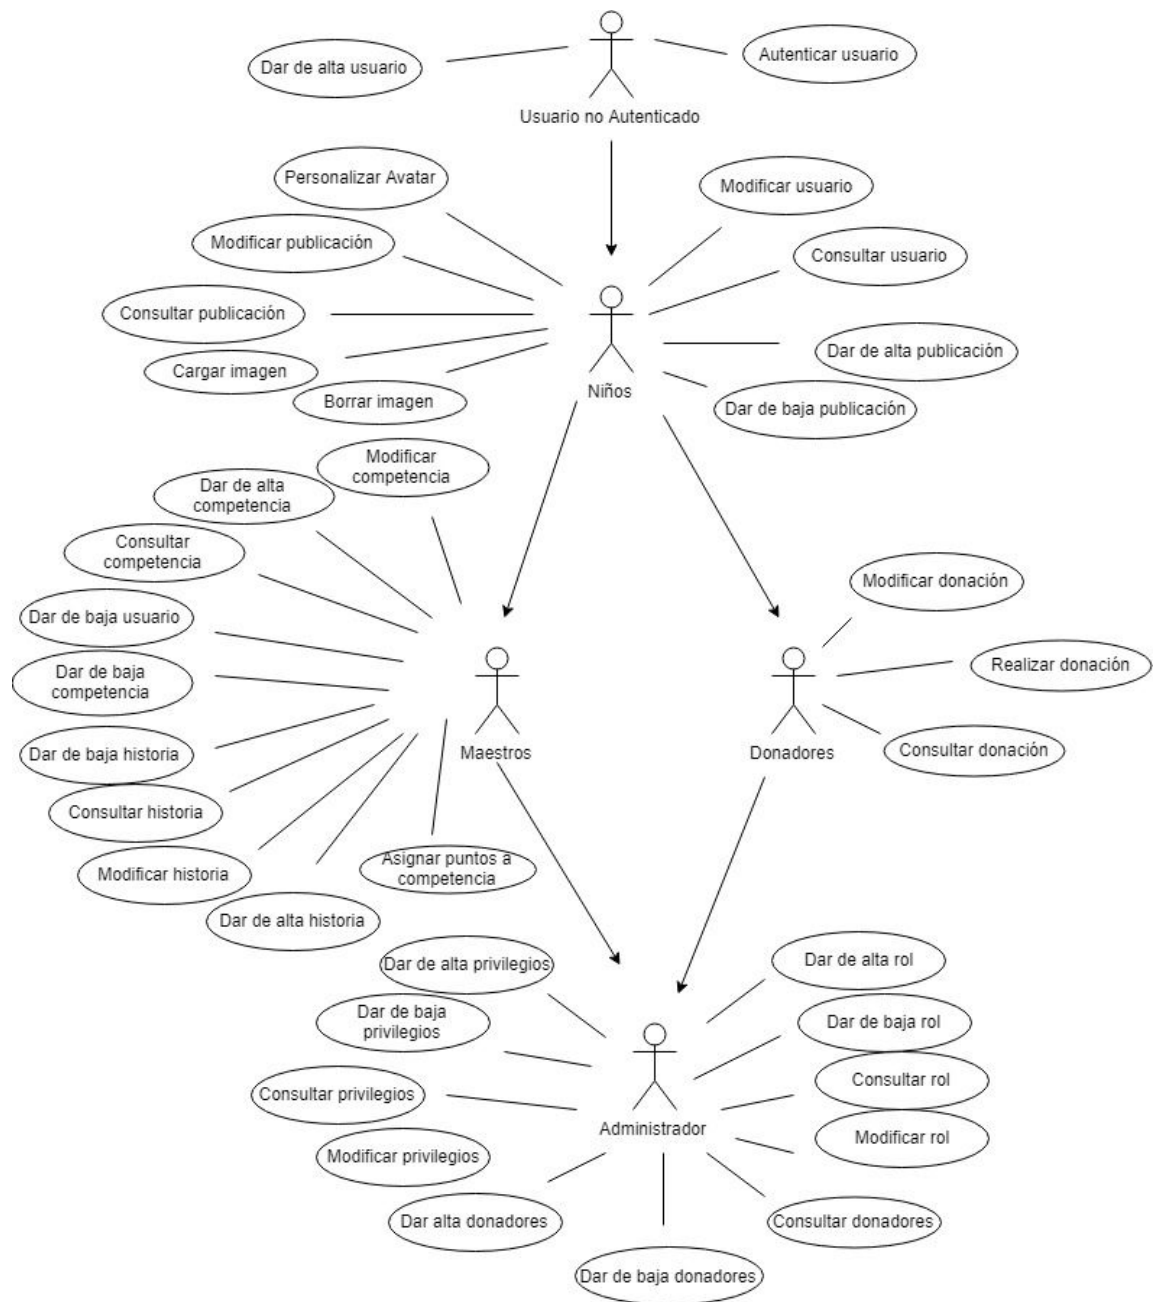 Dar de alta usuario
Autenticar usuario
Usuario no Autenticado
Personalizar Avatar
Modificar usuario
Modificar publicación
Consultar usuario
Consultar publicación
Dar de alta publicación
Cargar imagen
Niños
Borrar imagen
Dar de baja publicación
Modificar
competencia
Dar de alta
competencia
Consultar
competencia
Dar de baja usuario
Dar de baja
competencia
Dar de baja historia
Consultar historia
Modificar historia
Dar de alta historia
Asignar puntos a
competencia
Maestros
Modificar donación
Realizar donación
Consultar donación
Donadores
Dar de alta privilegios
Dar de baja
privilegios
Consultar privilegios
Modificar privilegios
Dar alta donadores
Dar de baja donadores
Administrador
Dar de alta rol
Dar de baja rol
Consultar rol
Modificar rol
Consultar donadores